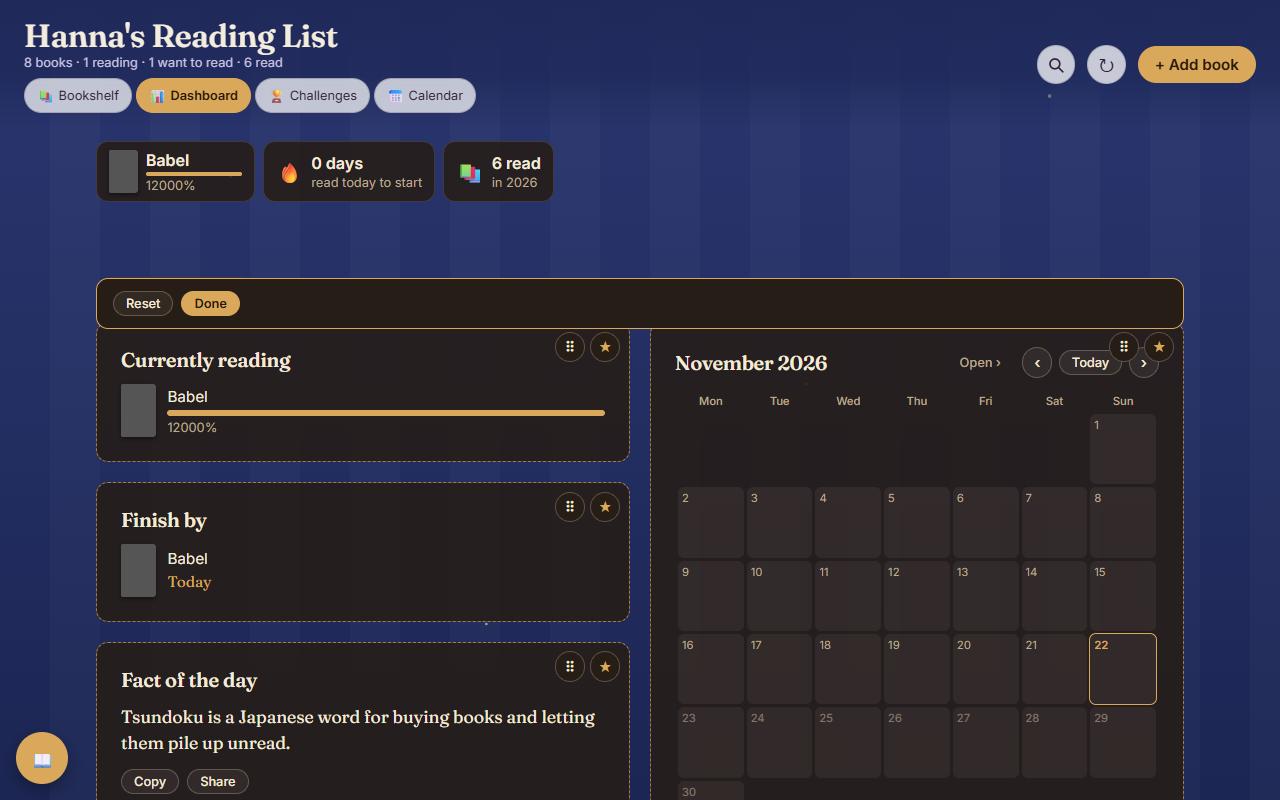 Hanna's Reading List
8 books · 1 reading · 1 want to read · 6 read
Bookshelf
Dashboard
Challenges
Calendar
+ Add book
Babel
12000%
0 days
read today to start
6 read
in 2026
Reset
Done
Currently reading
Babel
12000%
Finish by
Babel
Today
Fact of the day
Tsundoku is a Japanese word for buying books and letting
them pile up unread.
Copy
Share
November 2026
Open ›
‹
Today
›
Mon Tue Wed Thu Fri Sat Sun
1
2 3 4 5 6 7 8
9 10 11 12 13 14 15
16 17 18 19 20 21 22
23 24 25 26 27 28 29
30